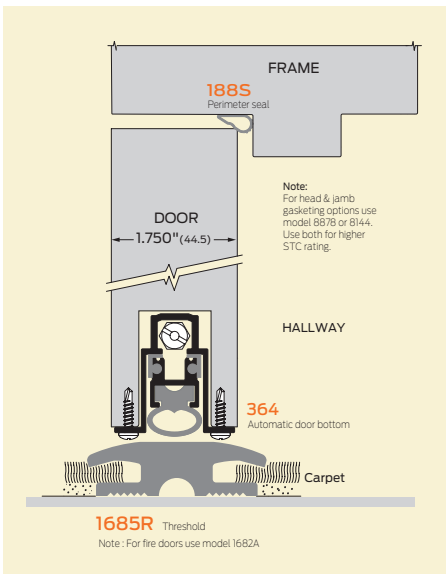 FRAME
188S
Perimeter seal
Note:
For head & jamb
gasketing options use
model 8878 or 8144.
Use both for higher
STC rating.
DOOR
1.750" (44.5)
HALLWAY
364
Automatic door bottom
Carpet
1685R Threshold
Note : For fire doors use model 1682A